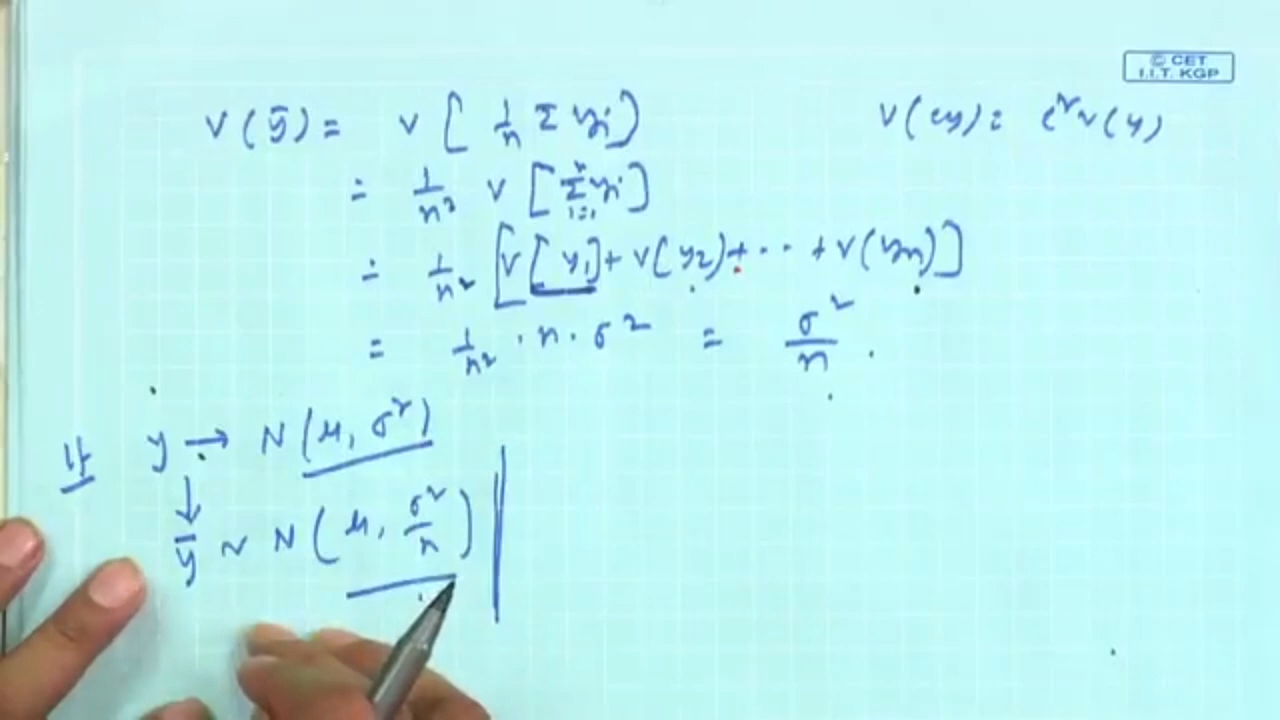 © CET
I.I.T. KGP
V(ȳ) = V[1/n Σ yi]
V(cy) = c²V(y)
= 1/n² V[Σⁿᵢ₌₁ yi]
= 1/n² [V[y₁] + V(y₂) + ·· + V(yn)]
= 1/n² · n · σ² = σ²/n .
If y → N(μ, σ²)
↓
ȳ ~ N(μ, σ²/n)